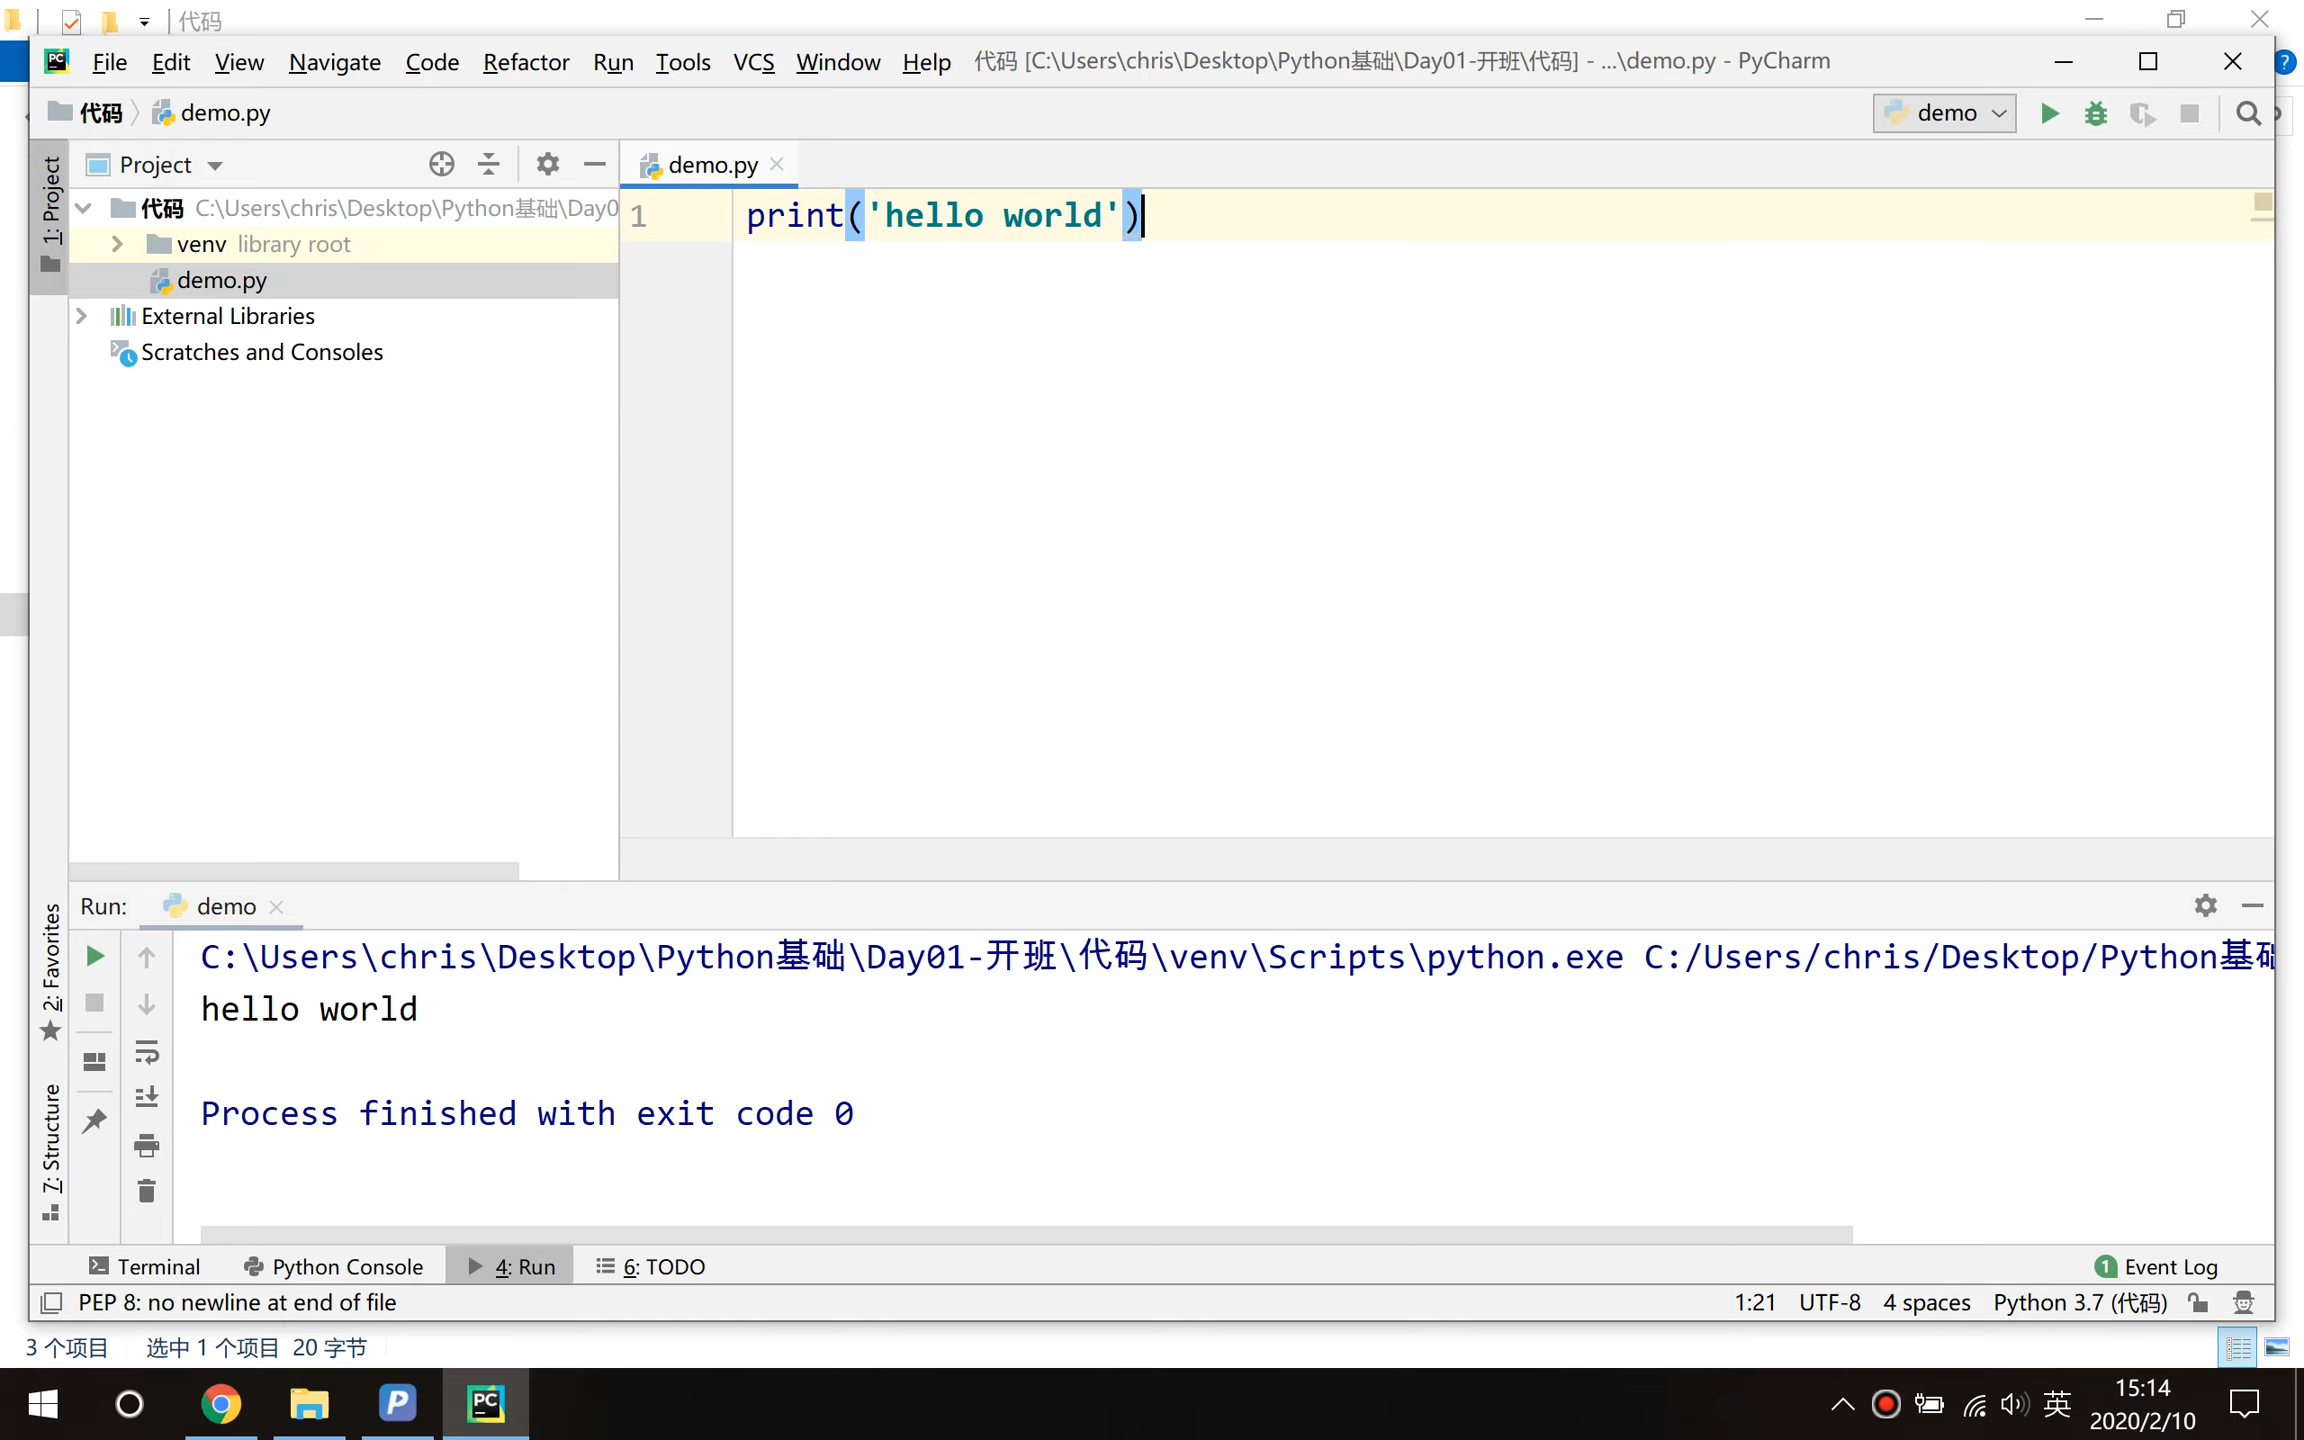 代码
File Edit View Navigate Code Refactor Run Tools VCS Window Help 代码 [C:\Users\chris\Desktop\Python基础\Day01-开班\代码] - ...\demo.py - PyCharm
代码 demo.py demo
Project demo.py
1: Project
代码 C:\Users\chris\Desktop\Python基础\Day0
venv library root
demo.py
External Libraries
Scratches and Consoles
1 print('hello world')
Run: demo
2: Favorites
7: Structure
C:\Users\chris\Desktop\Python基础\Day01-开班\代码\venv\Scripts\python.exe C:/Users/chris/Desktop/Python基础
hello world
Process finished with exit code 0
Terminal Python Console 4: Run 6: TODO 1 Event Log
PEP 8: no newline at end of file 1:21 UTF-8 4 spaces Python 3.7 (代码)
3 个项目 选中 1 个项目 20 字节
英 15:14
2020/2/10